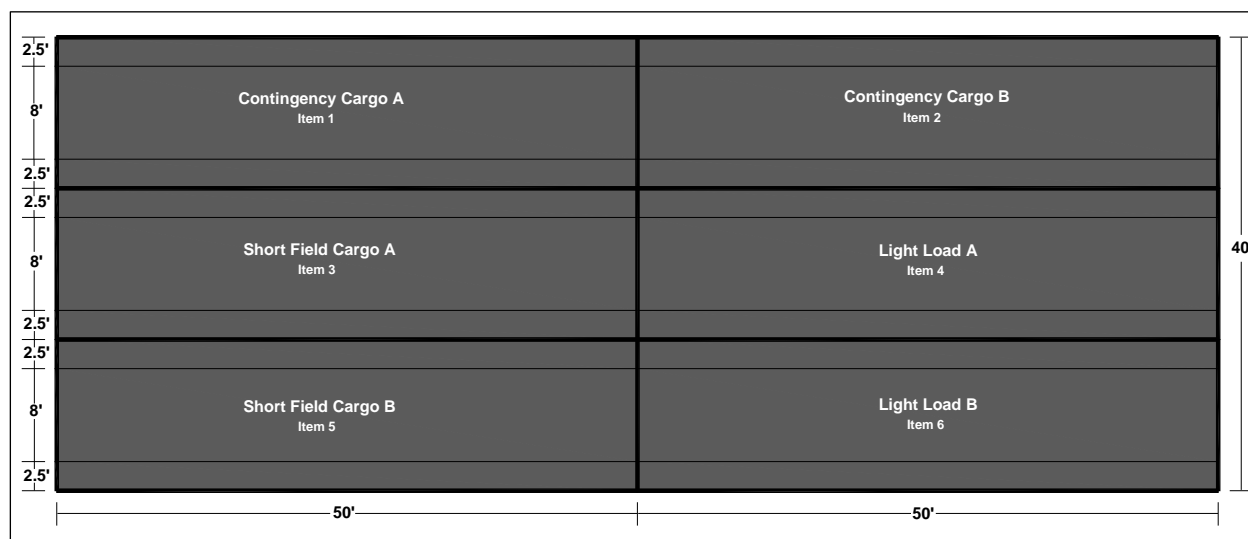 2.5'
8'
2.5'
Contingency Cargo A
Item 1
Contingency Cargo B
Item 2
2.5'
8'
2.5'
Short Field Cargo A
Item 3
Light Load A
Item 4
40
2.5'
8'
2.5'
Short Field Cargo B
Item 5
Light Load B
Item 6
50'
50'